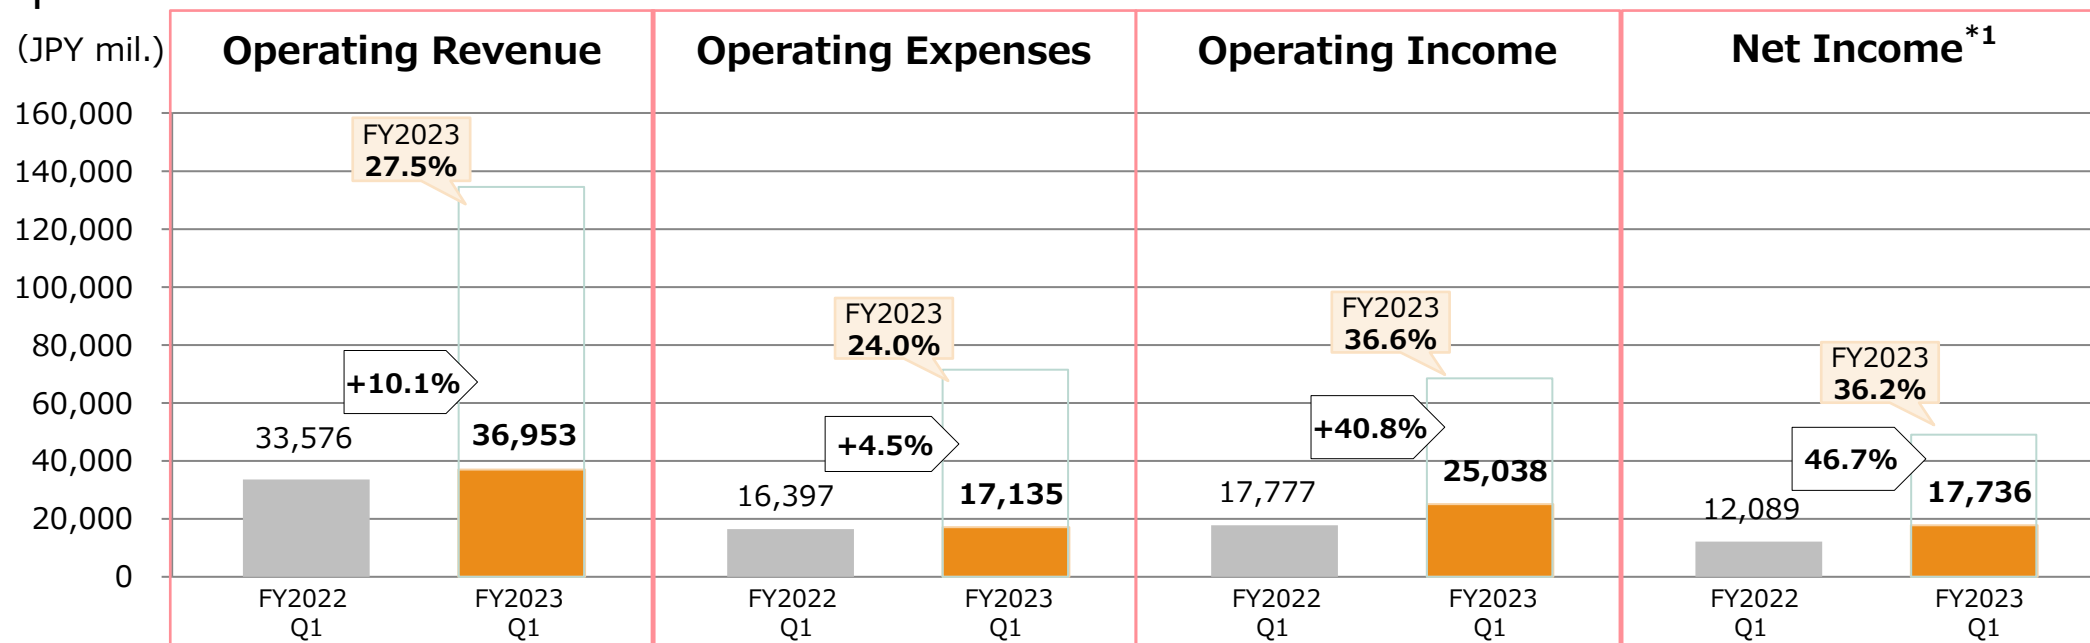 (JPY mil.)
Operating Revenue
Operating Expenses
Operating Income
Net Income*1
160,000
140,000
120,000
100,000
80,000
60,000
40,000
20,000
0
FY2023
27.5%
+10.1%
33,576
36,953
FY2022
Q1
FY2023
Q1
FY2023
24.0%
+4.5%
16,397
17,135
FY2022
Q1
FY2023
Q1
FY2023
36.6%
+40.8%
17,777
25,038
FY2022
Q1
FY2023
Q1
FY2023
36.2%
46.7%
12,089
17,736
FY2022
Q1
FY2023
Q1